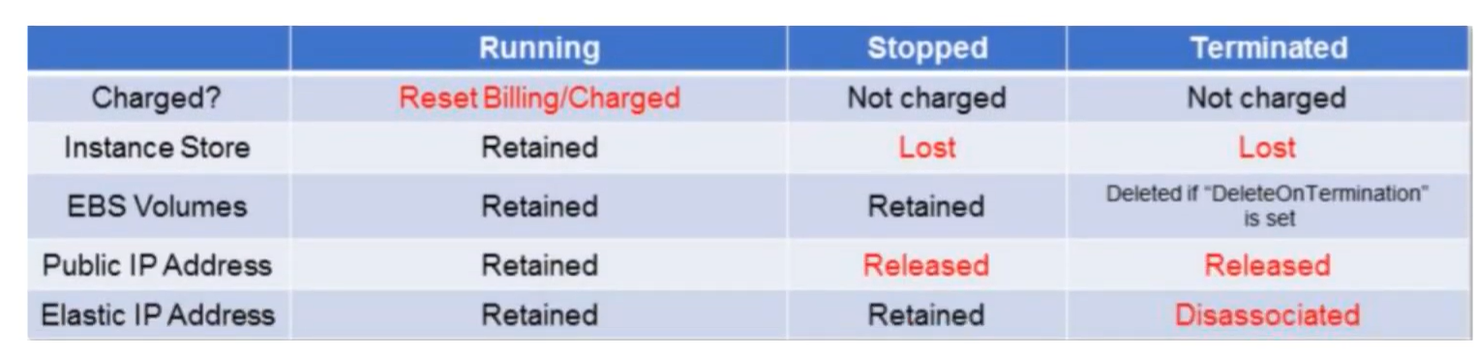 Running Stopped Terminated
Charged? Reset Billing/Charged Not charged Not charged
Instance Store Retained Lost Lost
EBS Volumes Retained Retained Deleted if "DeleteOnTermination"
is set
Public IP Address Retained Released Released
Elastic IP Address Retained Retained Disassociated